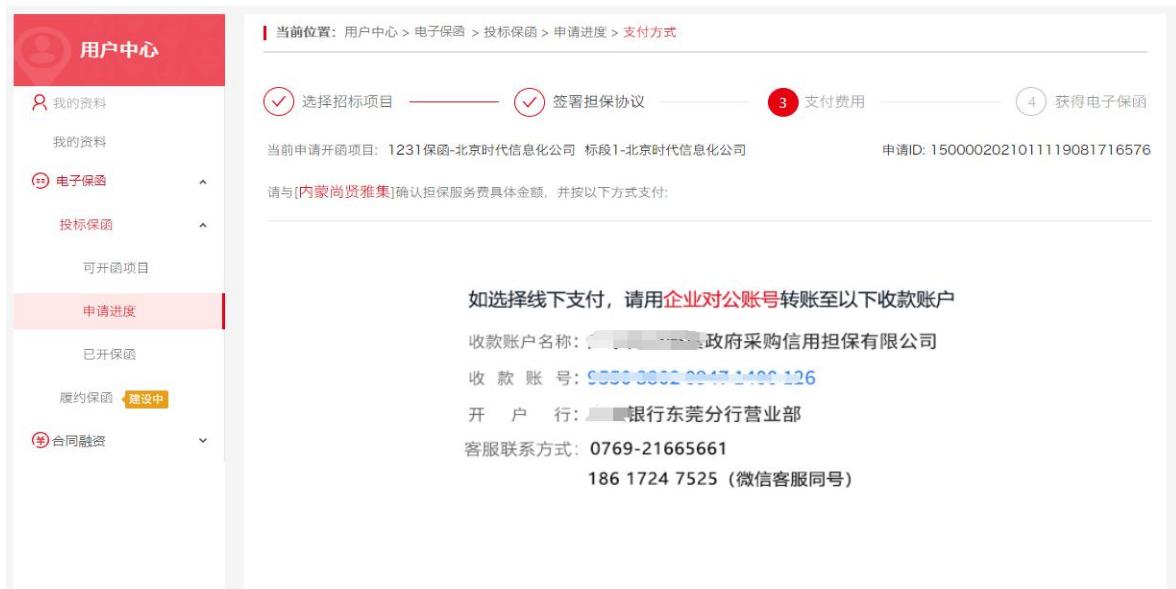 用户中心
我的资料
我的资料
电子保函
投标保函
可开函项目
申请进度
已开保函
履约保函 建设中
合同融资
当前位置：用户中心 > 电子保函 > 投标保函 > 申请进度 > 支付方式
选择招标项目 签署担保协议 3 支付费用 4 获得电子保函
当前申请开函项目：1231保函-北京时代信息化公司 标段1-北京时代信息化公司 申请ID: 1500002021011119081716576
请与[内蒙尚贤雅集]确认担保服务费具体金额，并按以下方式支付:
如选择线下支付，请用企业对公账号转账至以下收款账户
收款账户名称: 政府采购信用担保有限公司
收 款 账 号: 126
开 户 行: 银行东莞分行营业部
客服联系方式: 0769-21665661
186 1724 7525（微信客服同号）